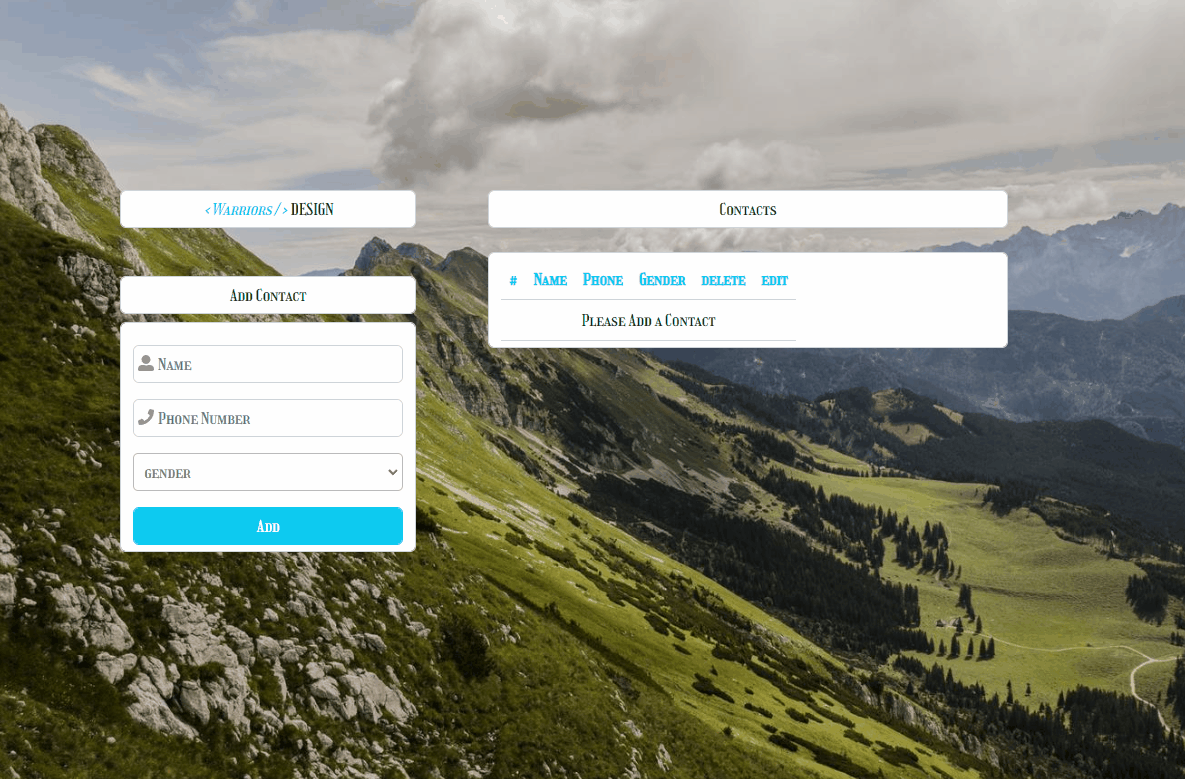 <Warriors/> DESIGN
Add Contact
Name
Phone Number
gender
Add
Contacts
# Name Phone Gender delete edit
Please Add a Contact